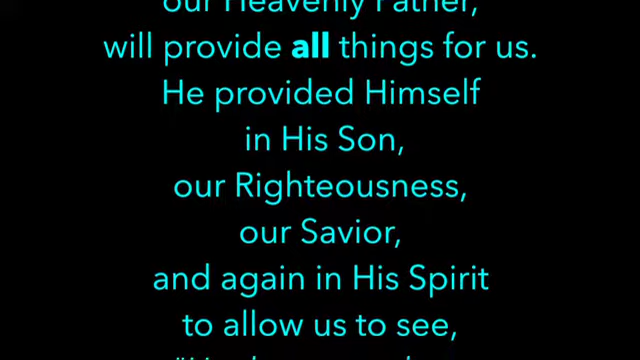 our Heavenly Father,
will provide all things for us.
He provided Himself
in His Son,
our Righteousness,
our Savior,
and again in His Spirit
to allow us to see,